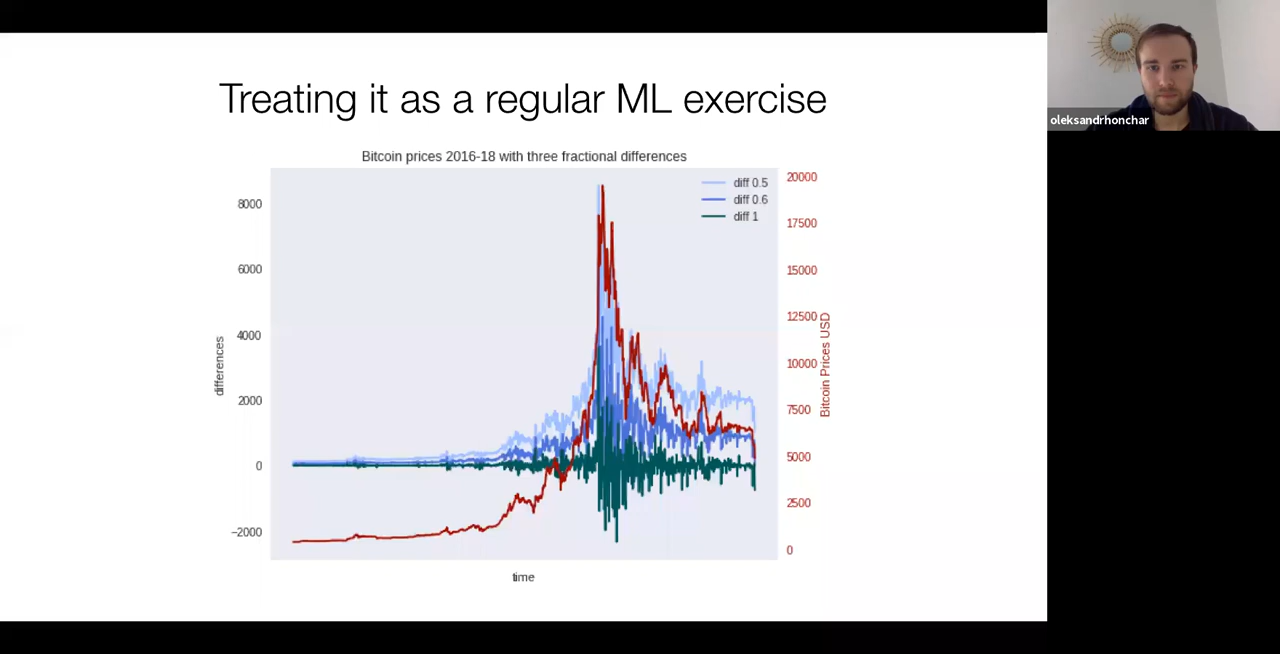 Treating it as a regular ML exercise
oleksandrhonchar
Bitcoin prices 2016-18 with three fractional differences
diff 0.5
diff 0.6
diff 1
8000
6000
4000
2000
0
−2000
differences
20000
17500
15000
12500
10000
7500
5000
2500
0
Bitcoin Prices USD
time